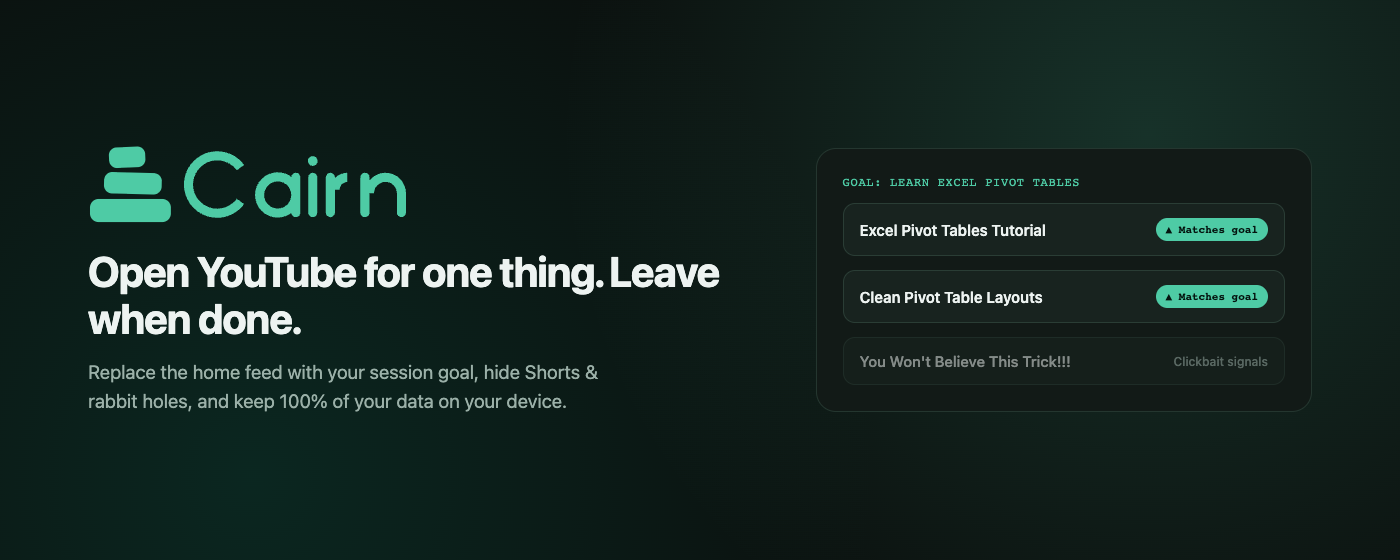 Cairn
Open YouTube for one thing. Leave
when done.
Replace the home feed with your session goal, hide Shorts &
rabbit holes, and keep 100% of your data on your device.
GOAL: LEARN EXCEL PIVOT TABLES
Excel Pivot Tables Tutorial
▲ Matches goal
Clean Pivot Table Layouts
▲ Matches goal
You Won't Believe This Trick!!!
Clickbait signals